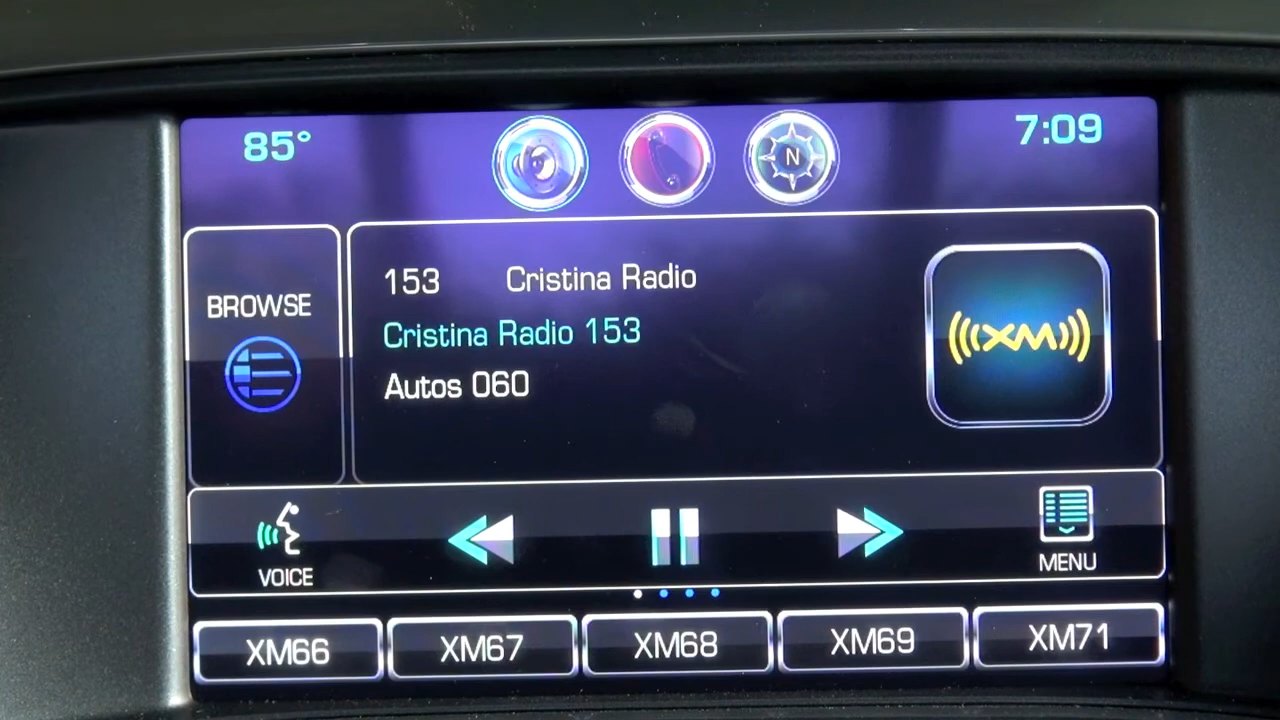 85°
N
7:09
BROWSE
153 Cristina Radio
Cristina Radio 153
Autos 060
XM
VOICE
MENU
XM66
XM67
XM68
XM69
XM71